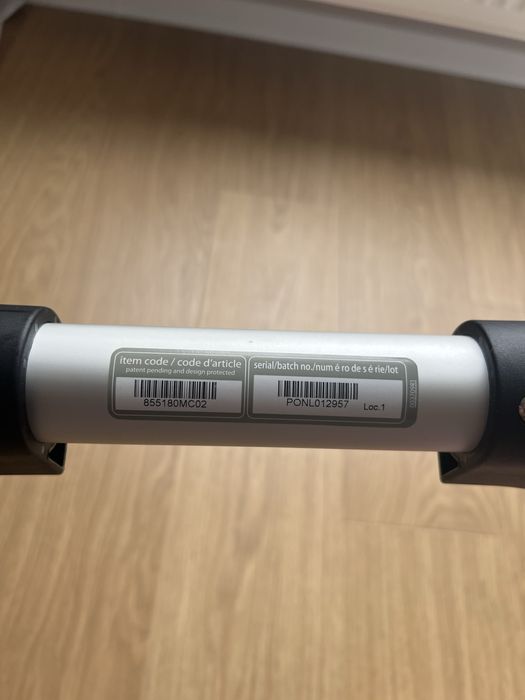 item code / code d'article
patent pending and design protected
855180MC02
serial/batch no./num é ro de s é rie/lot
PONL012957
Loc.1